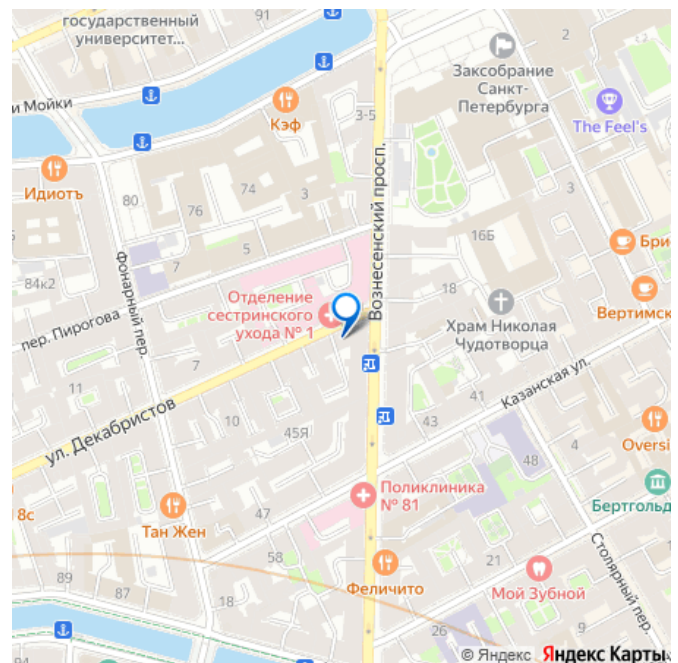 государственный
университет...
91
2
Заксобрание
Санкт-
Петербурга
и Мойки
Кэф
3-5
The Feel's
Идиотъ
80
74
3
3
76
Вознесенский просп.
5
16Б
7
Бри
84к2
Фонарный пер.
Отделение
сестринского
ухода № 1
18
Вертимск
пер. Пирогова
Храм Николая
Чудотворца
7
Казанская ул.
11
41
ул. Декабристов
10
43
45Я
4
Oversi
48
Поликлиника
№ 81
8с
47
Бертгольд
Тан Жен
58
21
Столярный пер.
89
87
Феличито
Мой Зубной
18
26
9
© Яндекс Яндекс Карты